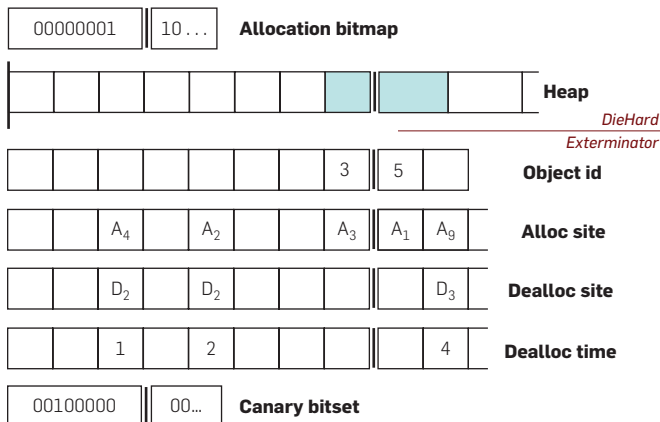 00000001 10... Allocation bitmap
Heap
DieHard
Exterminator
3 5 Object id
A₄ A₂ A₃ A₁ A₉ Alloc site
D₂ D₂ D₃ Dealloc site
1 2 4 Dealloc time
00100000 00… Canary bitset